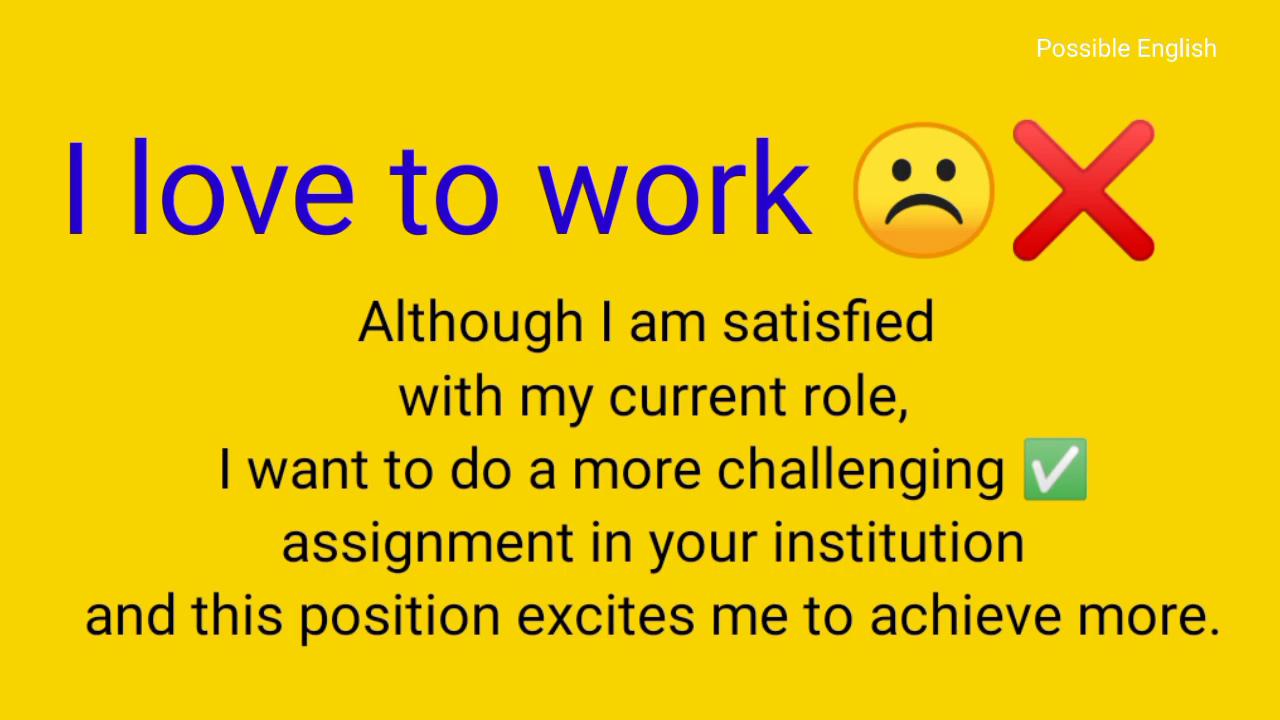 Possible English
I love to work ☹️❌
Although I am satisfied
with my current role,
I want to do a more challenging ✅
assignment in your institution
and this position excites me to achieve more.